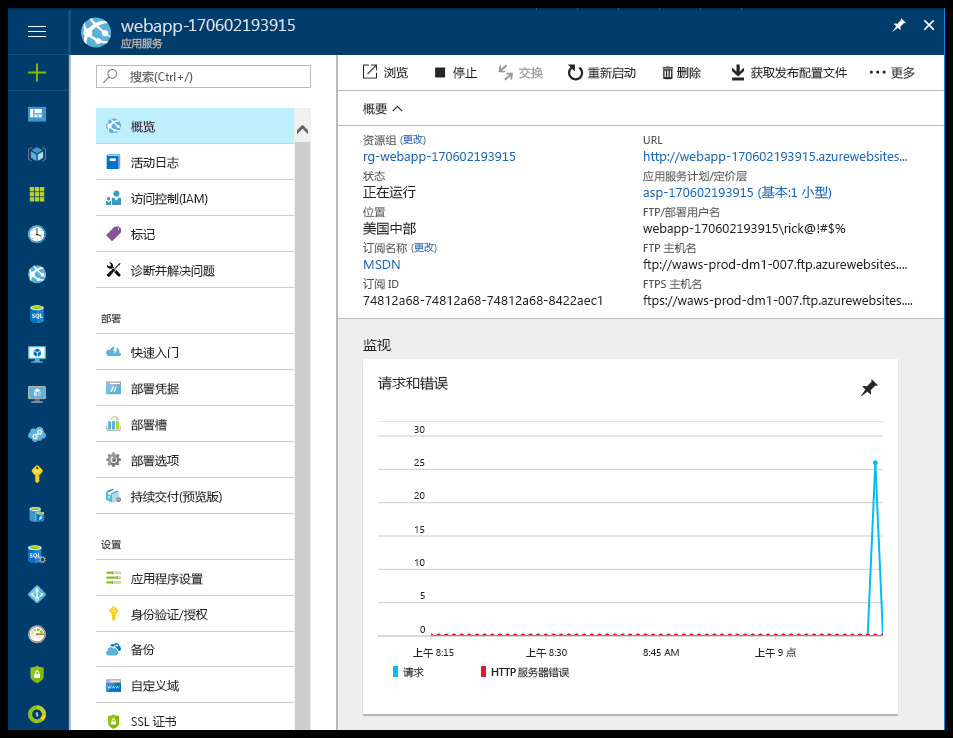 webapp-170602193915
应用服务
搜索(Ctrl+/)
概览
活动日志
访问控制(IAM)
标记
诊断并解决问题
部署
快速入门
部署凭据
部署槽
部署选项
持续交付(预览版)
设置
应用程序设置
身份验证/授权
备份
自定义域
SSL 证书
浏览 停止 交换 重新启动 删除 获取发布配置文件 更多
概要
资源组 (更改)
rg-webapp-170602193915
状态
正在运行
位置
美国中部
订阅名称 (更改)
MSDN
订阅 ID
74812a68-74812a68-74812a68-8422aec1
URL
http://webapp-170602193915.azurewebsites...
应用服务计划/定价层
asp-170602193915 (基本:1 小型)
FTP/部署用户名
webapp-170602193915\rick@!#$%
FTP 主机名
ftp://waws-prod-dm1-007.ftp.azurewebsites....
FTPS 主机名
ftps://waws-prod-dm1-007.ftp.azurewebsites....
监视
请求和错误
30
25
20
15
10
5
0
上午 8:15 上午 8:30 8:45 AM 上午 9 点
请求 HTTP 服务器错误